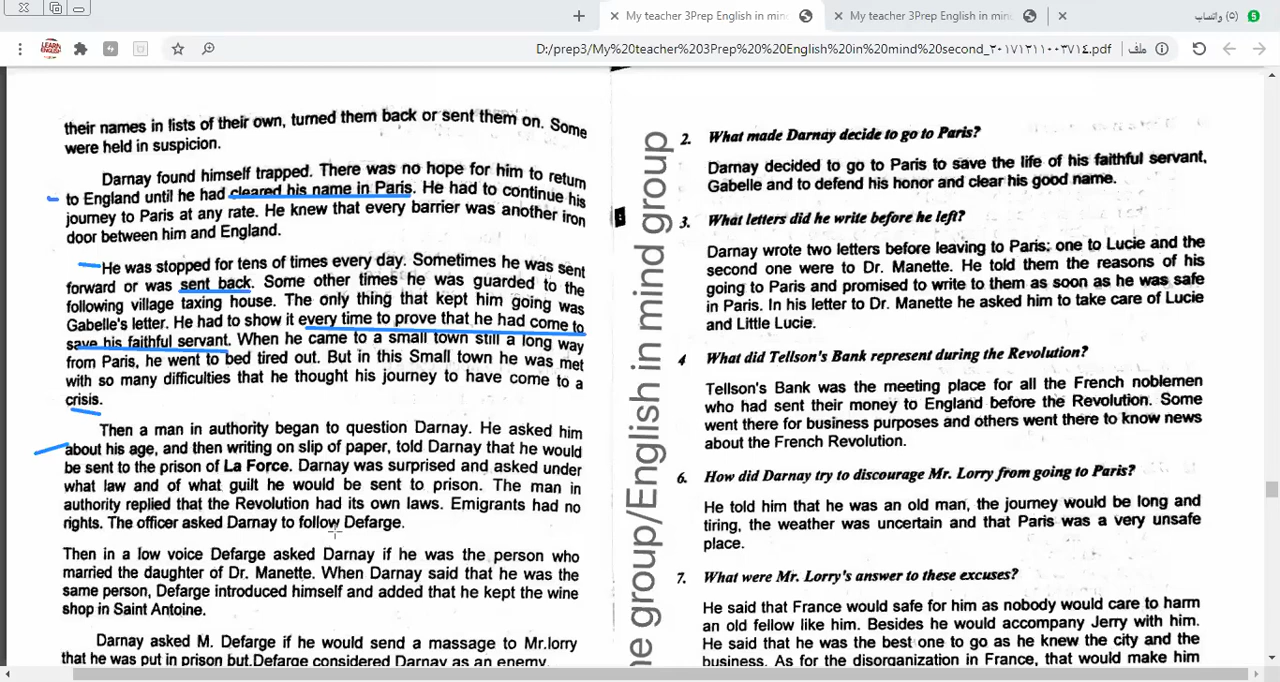 My teacher 3Prep English in mind
My teacher 3Prep English in mind
(٥) واتساب
5
LEARN ENGLISH
D:/prep3/My%20teacher%203Prep%20%20English%20in%20mind%20second_٢٠١٧١٢١١٠٠٣٧١٤.pdf
ملف
their names in lists of their own, turned them back or sent them on. Some
were held in suspicion.
Darnay found himself trapped. There was no hope for him to return
to England until he had cleared his name in Paris. He had to continue his
journey to Paris at any rate. He knew that every barrier was another iron
door between him and England.
He was stopped for tens of times every day. Sometimes he was sent
forward or was sent back. Some other times he was guarded to the
following village taxing house. The only thing that kept him going was
Gabelle's letter. He had to show it every time to prove that he had come to
save his faithful servant. When he came to a small town still a long way
from Paris, he went to bed tired out. But in this Small town he was met
with so many difficulties that he thought his journey to have come to a
crisis.
Then a man in authority began to question Darnay. He asked him
about his age, and then writing on slip of paper, told Darnay that he would
be sent to the prison of La Force. Darnay was surprised and asked under
what law and of what guilt he would be sent to prison. The man in
authority replied that the Revolution had its own laws. Emigrants had no
rights. The officer asked Darnay to follow Defarge.
Then in a low voice Defarge asked Darnay if he was the person who
married the daughter of Dr. Manette. When Darnay said that he was the
same person, Defarge introduced himself and added that he kept the wine
shop in Saint Antoine.
Darnay asked M. Defarge if he would send a massage to Mr.lorry
that he was put in prison but.Defarge considered Darnay as an enemy.
he group/English in mind group
2. What made Darnay decide to go to Paris?
Darnay decided to go to Paris to save the life of his faithful servant,
Gabelle and to defend his honor and clear his good name.
3. What letters did he write before he left?
Darnay wrote two letters before leaving to Paris; one to Lucie and the
second one were to Dr. Manette. He told them the reasons of his
going to Paris and promised to write to them as soon as he was safe
in Paris. In his letter to Dr. Manette he asked him to take care of Lucie
and Little Lucie.
4 What did Tellson's Bank represent during the Revolution?
Tellson's Bank was the meeting place for all the French noblemen
who had sent their money to England before the Revolution. Some
went there for business purposes and others went there to know news
about the French Revolution.
6. How did Darnay try to discourage Mr. Lorry from going to Paris?
He told him that he was an old man, the journey would be long and
tiring, the weather was uncertain and that Paris was a very unsafe
place.
7. What were Mr. Lorry's answer to these excuses?
He said that France would safe for him as nobody would care to harm
an old fellow like him. Besides he would accompany Jerry with him.
He said that he was the best one to go as he knew the city and the
business. As for the disorganization in France, that would make him